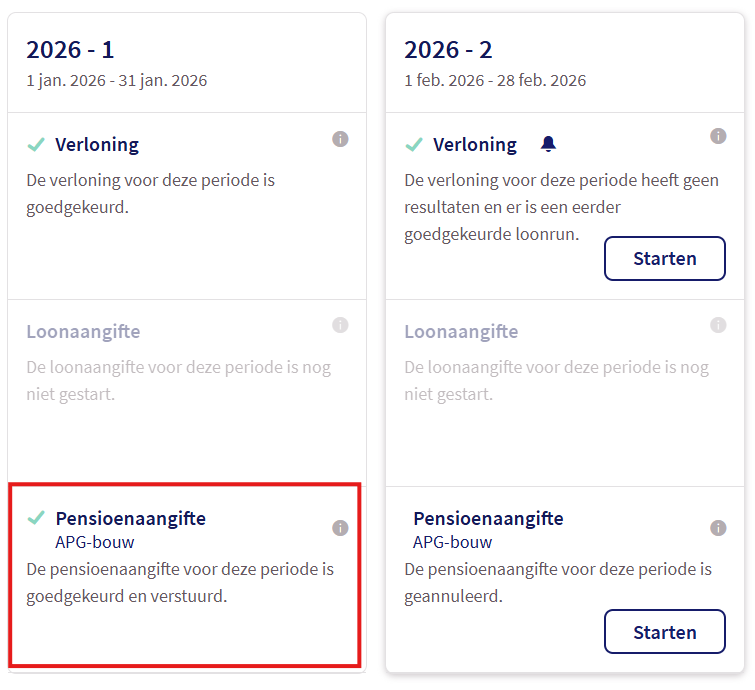 2026 - 1
1 jan. 2026 - 31 jan. 2026
Verloning
De verloning voor deze periode is
goedgekeurd.
Loonaangifte
De loonaangifte voor deze periode is nog
niet gestart.
Pensioenaangifte
APG-bouw
De pensioenaangifte voor deze periode is
goedgekeurd en verstuurd.
2026 - 2
1 feb. 2026 - 28 feb. 2026
Verloning
De verloning voor deze periode heeft geen
resultaten en er is een eerder
goedgekeurde loonrun.
Starten
Loonaangifte
De loonaangifte voor deze periode is nog
niet gestart.
Pensioenaangifte
APG-bouw
De pensioenaangifte voor deze periode is
geannuleerd.
Starten